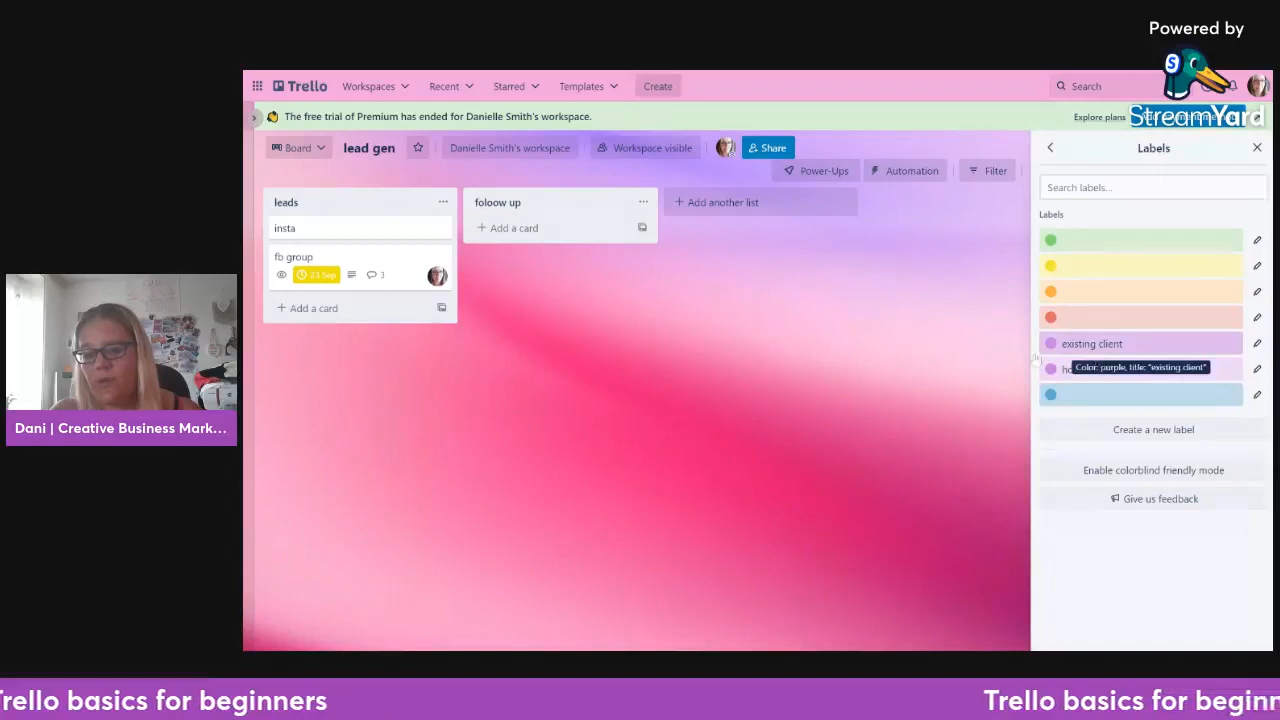 Powered by
StreamYard
Trello
Workspaces
Recent
Starred
Templates
Create
Search
The free trial of Premium has ended for Danielle Smith's workspace.
Explore plans
Board
lead gen
Danielle Smith's workspace
Workspace visible
Share
Power-Ups
Automation
Filter
leads
insta
fb group
23 Sep
3
Add a card
foloow up
Add a card
Add another list
Labels
Search labels...
Labels
existing client
Color: purple, title: "existing client"
Create a new label
Enable colorblind friendly mode
Give us feedback
Dani | Creative Business Mark...
Trello basics for beginners
Trello basics for beginn